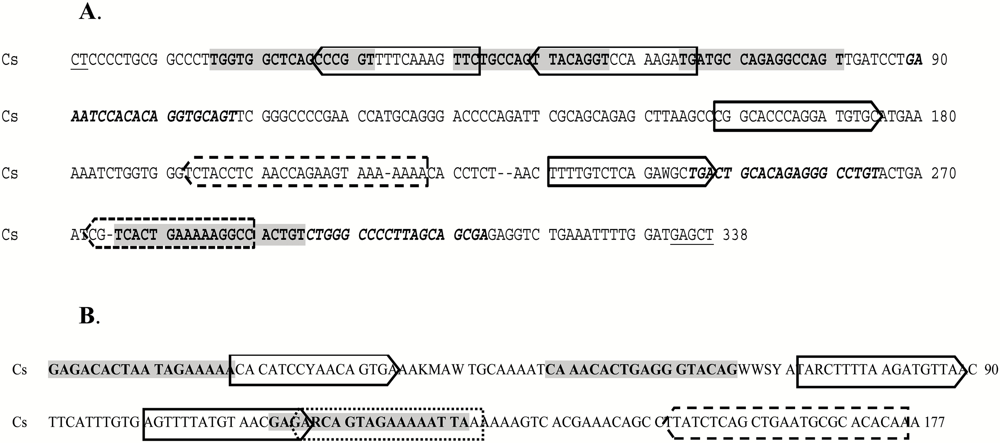 A.
Cs CTCCCCTGCG GCCCTTGGTG GCTCAGCCCG GTTTTCAAAG TTCTGCCAGT TACAGGTCCA AAGATGATGC CAGAGGCCAG TTGATCCTGA 90
Cs AATCCACACA GGTGCAGTTC GGGCCCCGAA CCATGCAGGG ACCCCAGATT CGCAGCAGAG CTTAAGCCCG GCACCCAGGA TGTGCATGAA 180
Cs AAATCTGGTG GGTCTACCTC AACCAGAAGT AAA-AAAACA CCTCT--AAC TTTTGTCTCA GAWGCTGACT GCACAGAGGG CCTGTACTGA 270
Cs ATCG-TCACT GAAAAAGGCC ACTGTCTGGG CCCCTTAGCA GCGAGAGGTC TGAAATTTTG GATGAGCT 338
B.
Cs GAGACACTAA TAGAAAAACA CATCCYAACA GTGAAAKMAW TGCAAAATCA AACACTGAGG GTACAGWWSY ATARCTTTTA AGATGTTAAC 90
Cs TTCATTTGTG AGTTTTATGT AACGAGARCA GTAGAAAAAT TAAAAAAGTC ACGAAACAGC CTTATCTCAG CTGAATGCGC ACACAAA 177